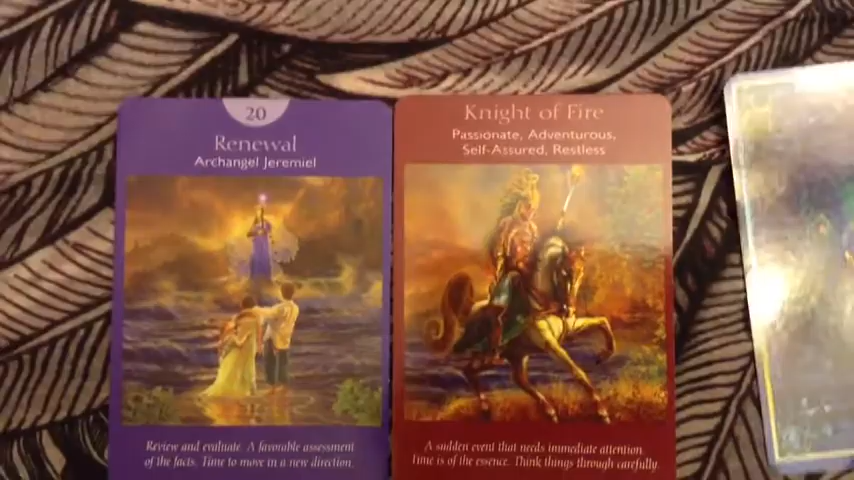 20
Renewal
Archangel Jeremiel
Review and evaluate. A favorable assessment
of the facts. Time to move in a new direction.
Knight of Fire
Passionate, Adventurous,
Self-Assured, Restless
A sudden event that needs immediate attention.
Time is of the essence. Think things through carefully.